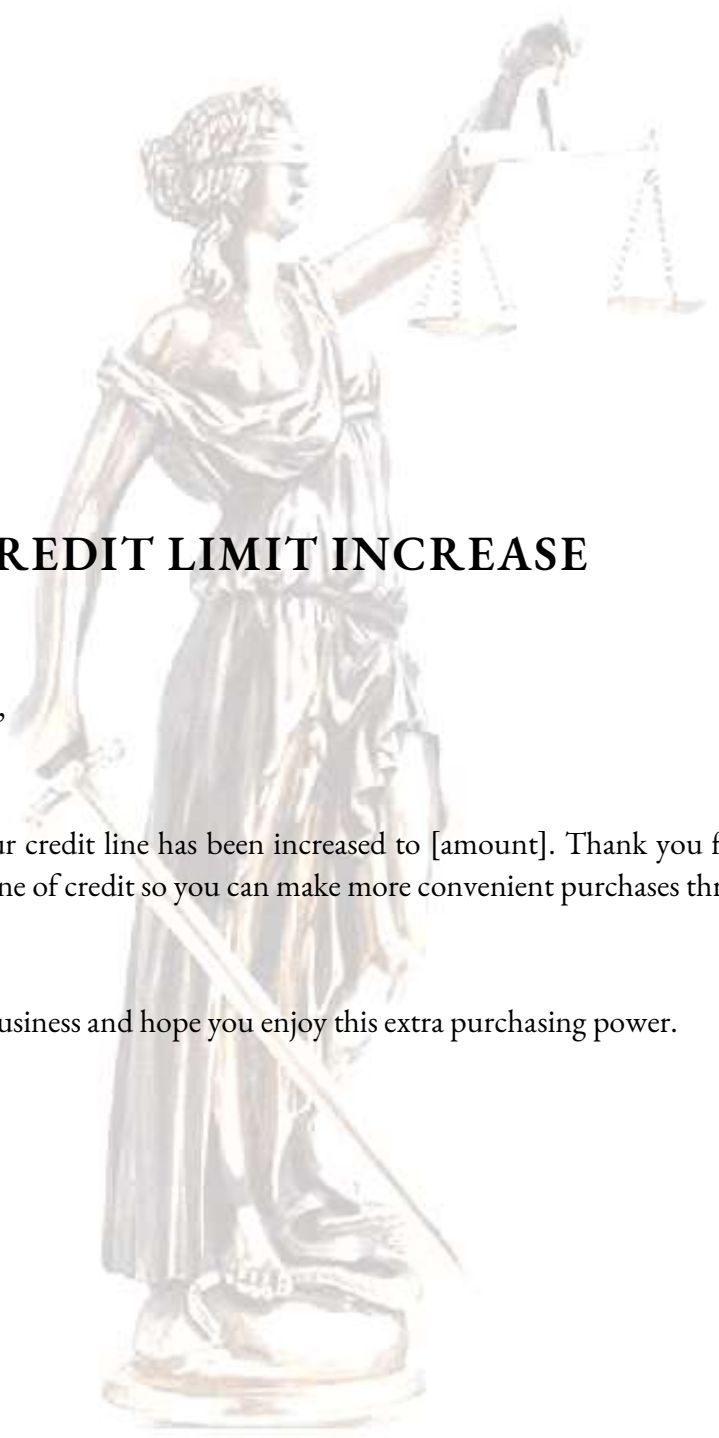 REDIT LIMIT INCREASE
,
ur credit line has been increased to [amount]. Thank you f
ne of credit so you can make more convenient purchases thr
usiness and hope you enjoy this extra purchasing power.